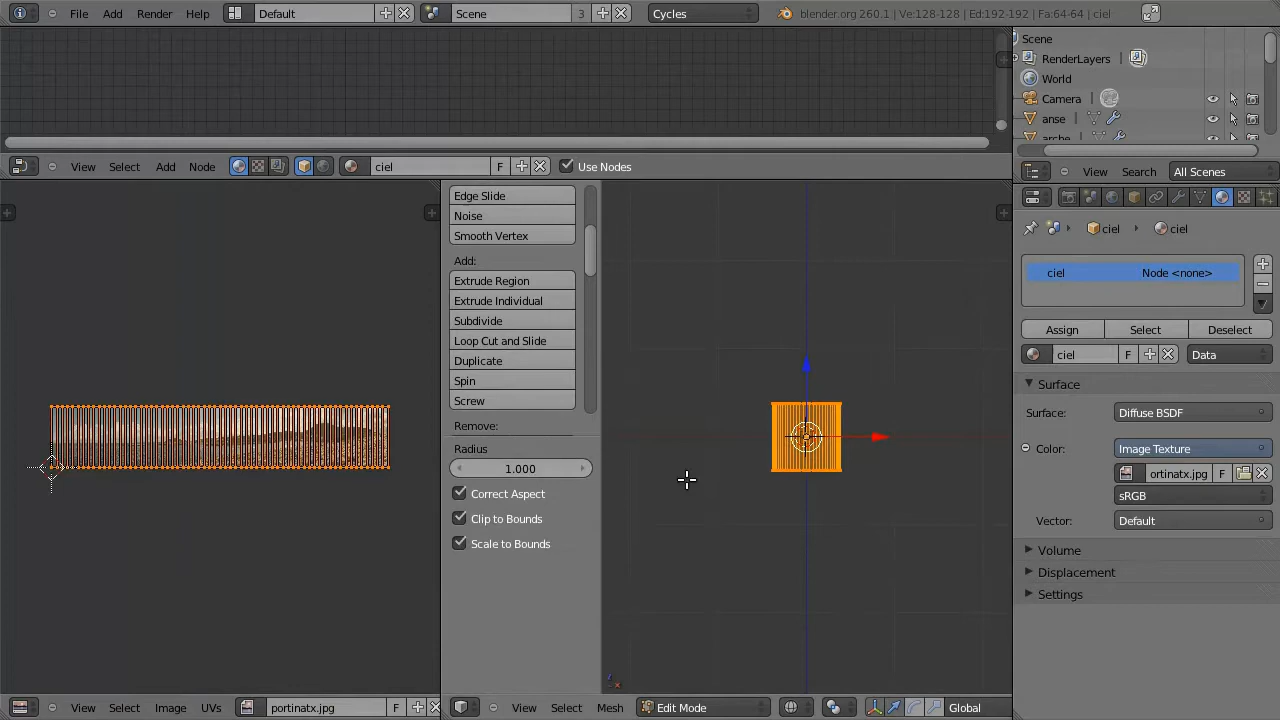 File Add Render Help Default Scene 3 Cycles blender.org 260.1 | Ve:128-128 | Ed:192-192 | Fa:64-64 | ciel
Scene
RenderLayers
World
Camera
anse
arche
View Select Add Node ciel F Use Nodes
View Search All Scenes
Edge Slide
Noise
Smooth Vertex
Add:
Extrude Region
Extrude Individual
Subdivide
Loop Cut and Slide
Duplicate
Spin
Screw
Remove:
Radius
1.000
Correct Aspect
Clip to Bounds
Scale to Bounds
ciel ciel
ciel Node <none>
Assign Select Deselect
ciel F Data
Surface
Surface: Diffuse BSDF
Color: Image Texture
ortinatx.jpg F
sRGB
Vector: Default
Volume
Displacement
Settings
View Select Image UVs portinatx.jpg F
View Select Mesh Edit Mode Global